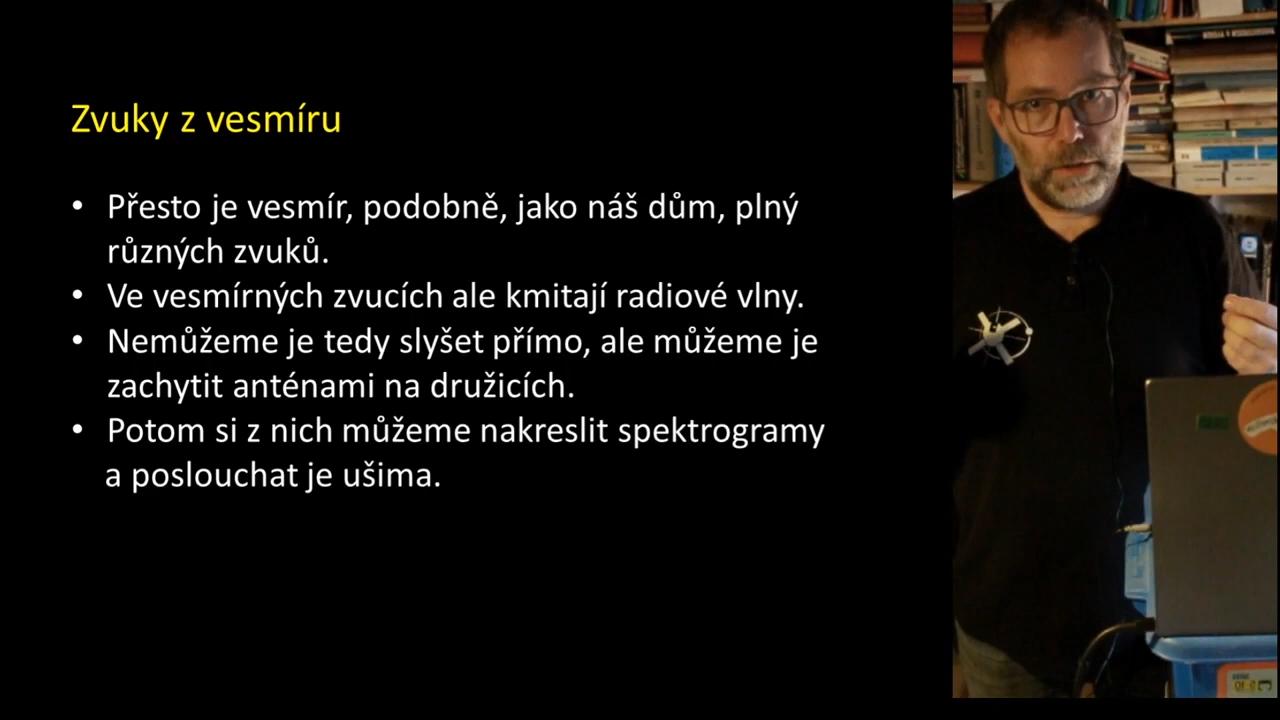 Zvuky z vesmíru
• Přesto je vesmír, podobně, jako náš dům, plný
různých zvuků.
• Ve vesmírných zvucích ale kmitají radiové vlny.
• Nemůžeme je tedy slyšet přímo, ale můžeme je
zachytit anténami na družicích.
• Potom si z nich můžeme nakreslit spektrogramy
a poslouchat je ušima.